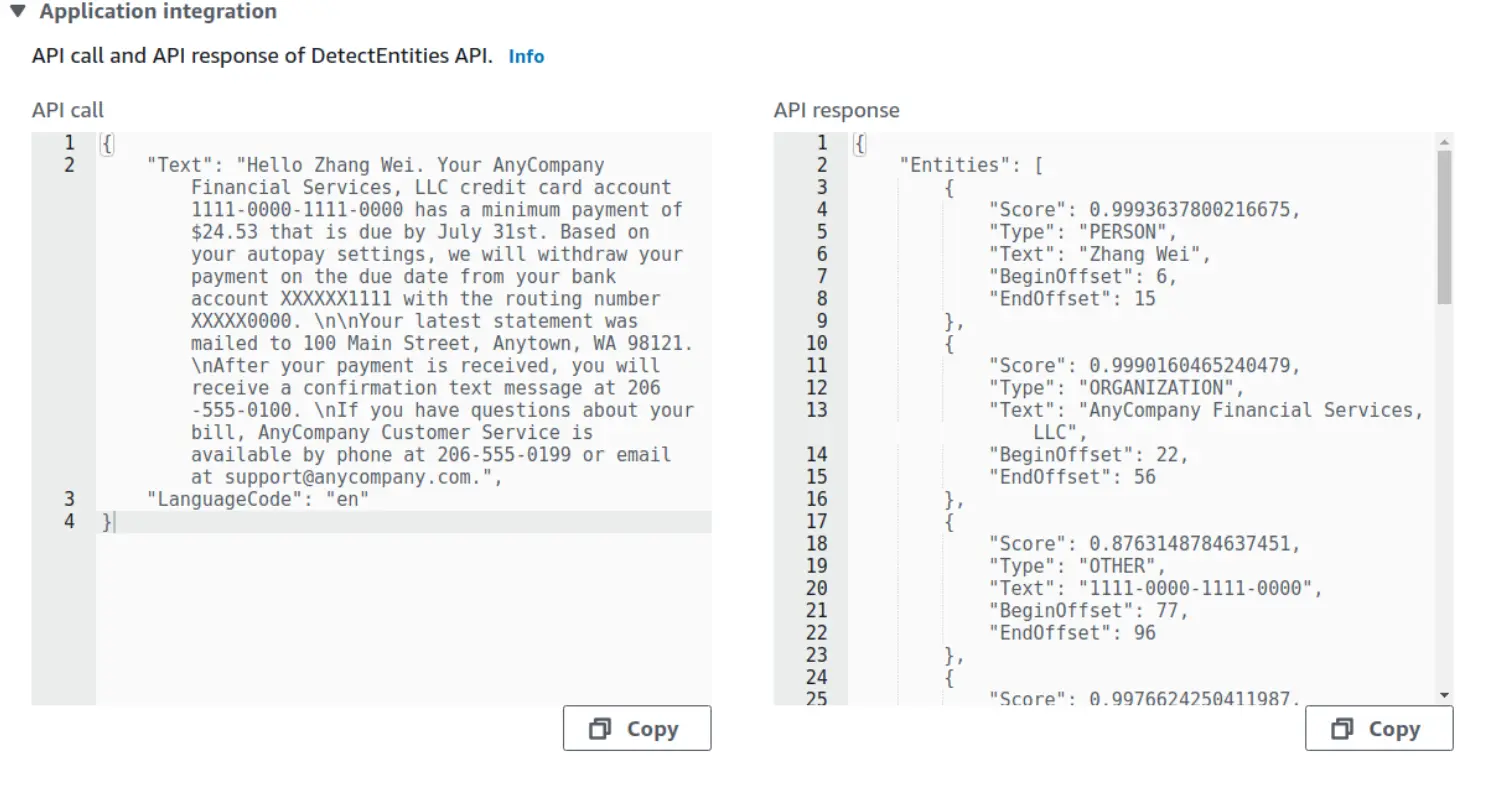 Application integration
API call and API response of DetectEntities API. Info
API call
1 {
2 "Text": "Hello Zhang Wei. Your AnyCompany
Financial Services, LLC credit card account
1111-0000-1111-0000 has a minimum payment of
$24.53 that is due by July 31st. Based on
your autopay settings, we will withdraw your
payment on the due date from your bank
account XXXXXX1111 with the routing number
XXXXX0000. \n\nYour latest statement was
mailed to 100 Main Street, Anytown, WA 98121.
\nAfter your payment is received, you will
receive a confirmation text message at 206
-555-0100. \nIf you have questions about your
bill, AnyCompany Customer Service is
available by phone at 206-555-0199 or email
at support@anycompany.com.",
3 "LanguageCode": "en"
4 }
Copy
API response
1 {
2 "Entities": [
3 {
4 "Score": 0.9993637800216675,
5 "Type": "PERSON",
6 "Text": "Zhang Wei",
7 "BeginOffset": 6,
8 "EndOffset": 15
9 },
10 {
11 "Score": 0.9990160465240479,
12 "Type": "ORGANIZATION",
13 "Text": "AnyCompany Financial Services,
LLC",
14 "BeginOffset": 22,
15 "EndOffset": 56
16 },
17 {
18 "Score": 0.8763148784637451,
19 "Type": "OTHER",
20 "Text": "1111-0000-1111-0000",
21 "BeginOffset": 77,
22 "EndOffset": 96
23 },
24 {
25 "Score": 0.9976624250411987,
Copy